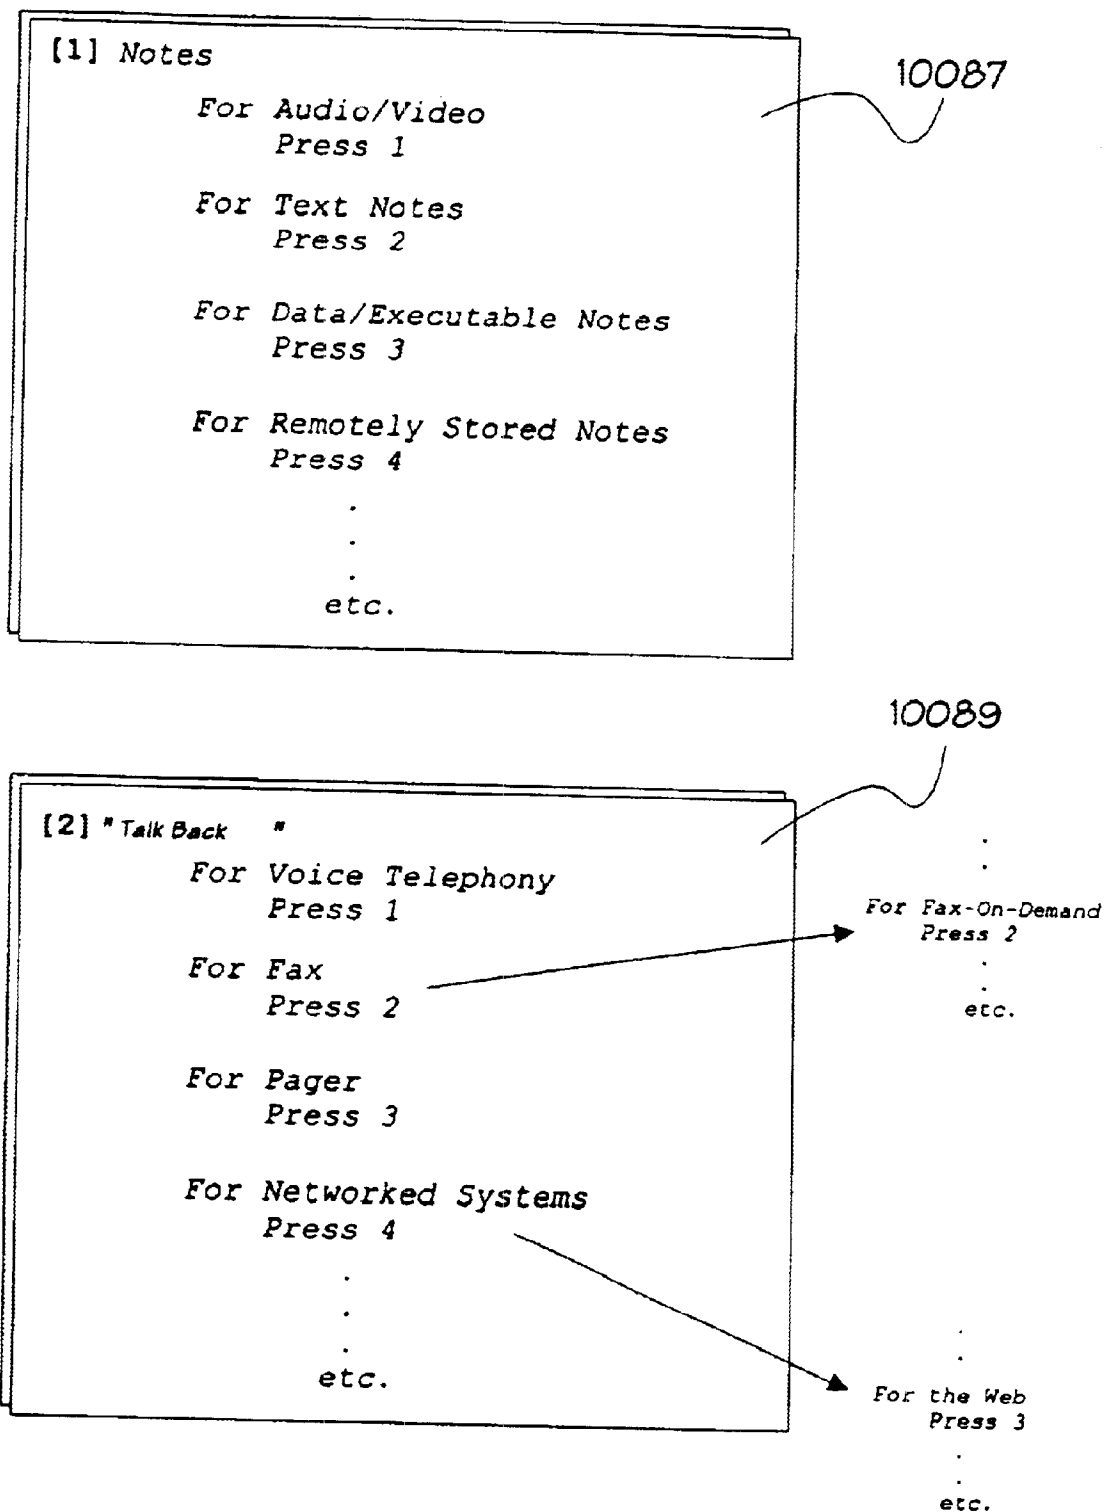 [1] Notes
10087
For Audio/Video
Press 1
For Text Notes
Press 2
For Data/Executable Notes
Press 3
For Remotely Stored Notes
Press 4
.
.
.
etc.
10089
[2] "Talk Back "
For Voice Telephony
Press 1
For Fax
Press 2
For Pager
Press 3
For Networked Systems
Press 4
.
.
.
etc.
.
.
For Fax-On-Demand
Press 2
.
.
etc.
.
.
For the Web
Press 3
.
.
etc.